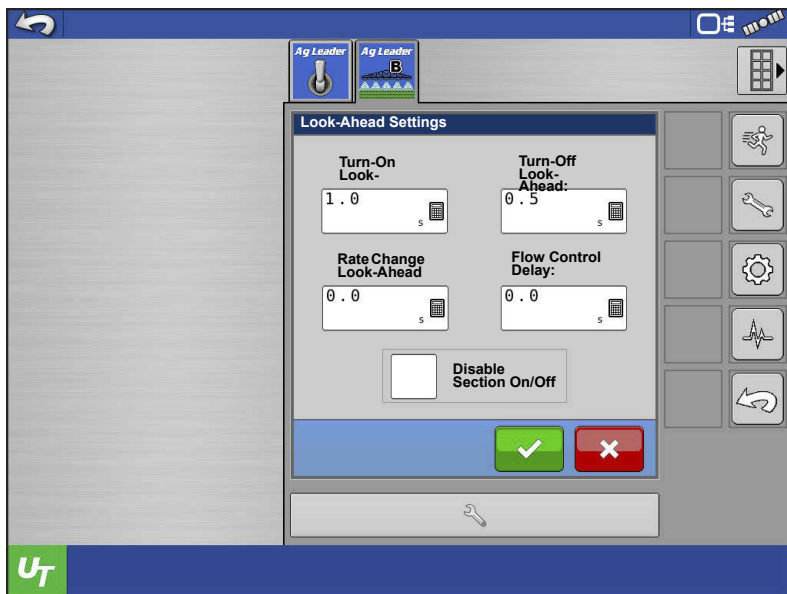 Ag Leader
Ag Leader
B
Look-Ahead Settings
Turn-On
Look-
Turn-Off
Look-
Ahead:
1.0
s
0.5
s
Rate Change
Look-Ahead
Flow Control
Delay:
0.0
s
0.0
s
Disable
Section On/Off
UT